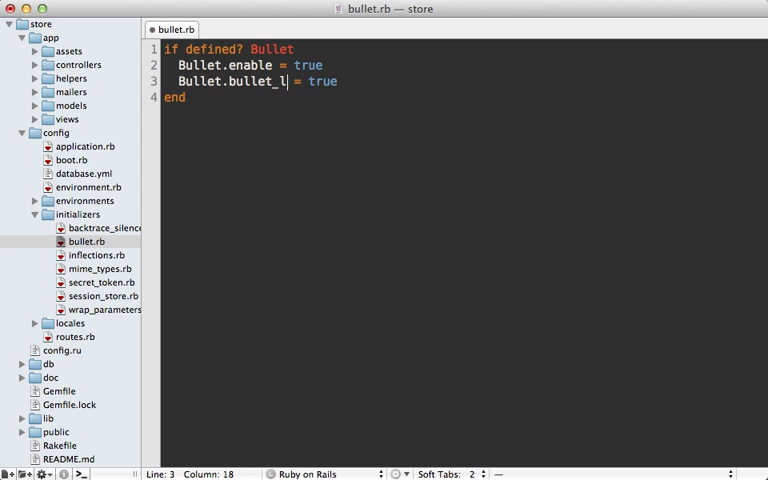 bullet.rb — store
store
app
assets
controllers
helpers
mailers
models
views
config
application.rb
boot.rb
database.yml
environment.rb
environments
initializers
backtrace_silence
bullet.rb
inflections.rb
mime_types.rb
secret_token.rb
session_store.rb
wrap_parameters
locales
routes.rb
config.ru
db
doc
Gemfile
Gemfile.lock
lib
public
Rakefile
README.md
bullet.rb
1 if defined? Bullet
2 Bullet.enable = true
3 Bullet.bullet_l = true
4 end
Line: 3 Column: 18 Ruby on Rails Soft Tabs: 2 —